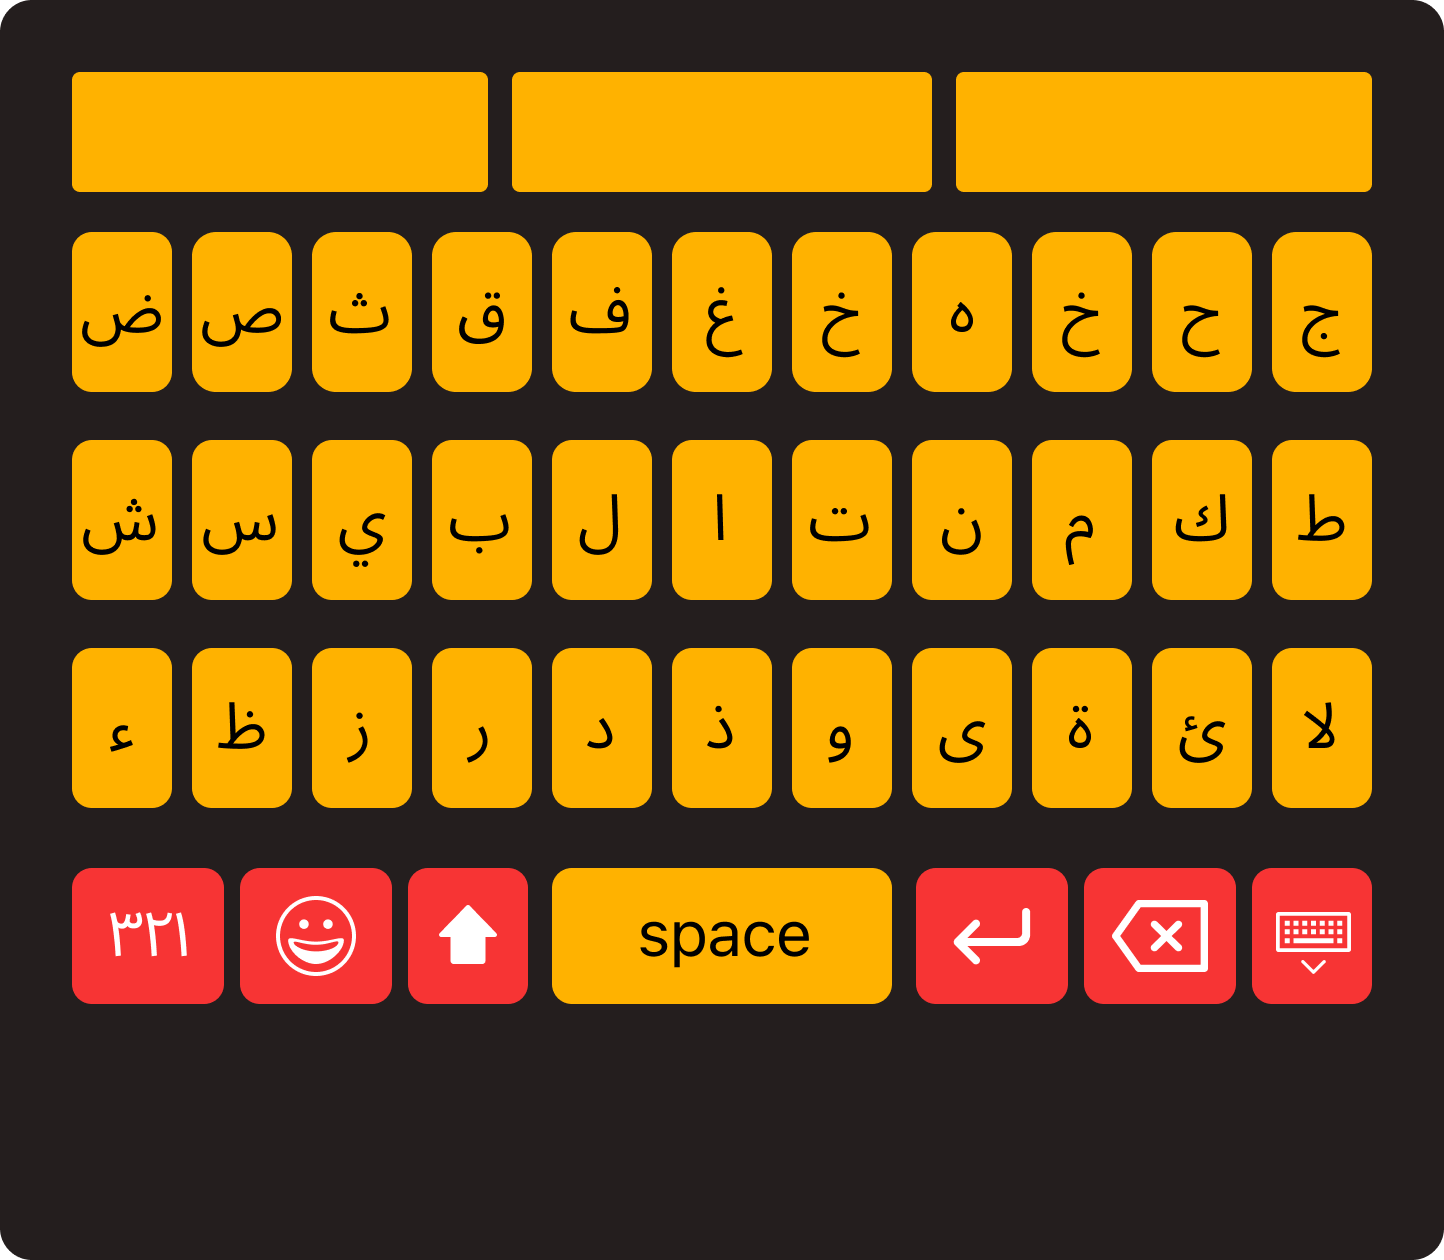 ج ح خ ه خ غ ف ق ث ص ض
ط ك م ن ت ا ل ب ي س ش
لا ئ ة ى و ذ د ر ز ظ ء
٣٢١ space